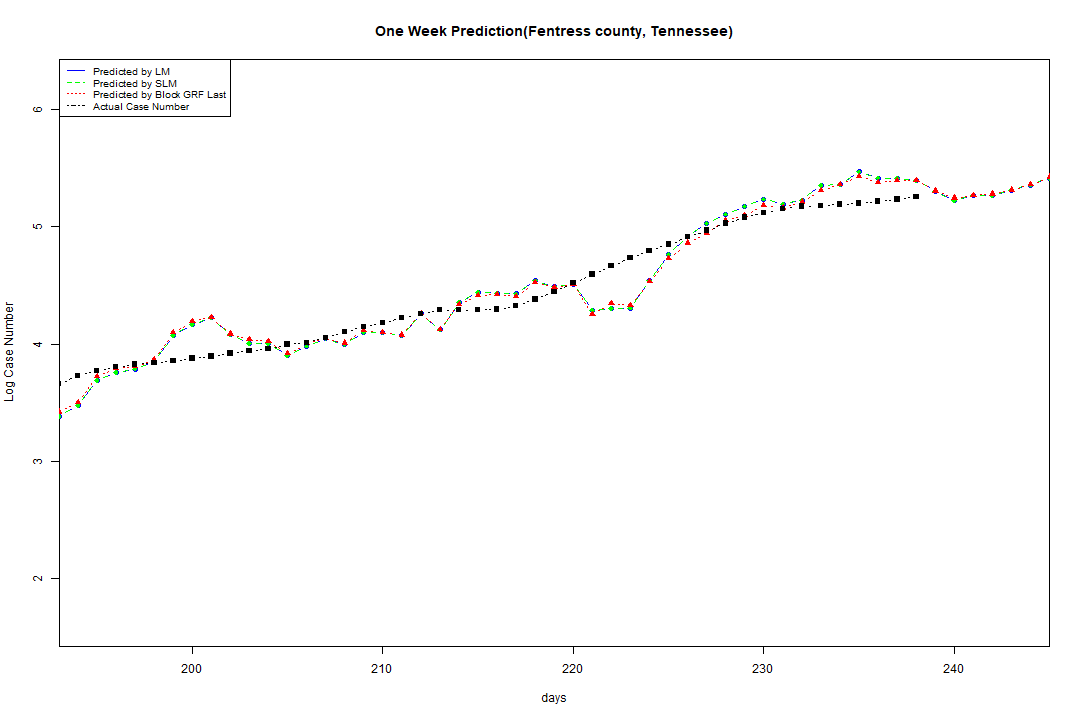 One Week Prediction(Fentress county, Tennessee)
Predicted by LM
Predicted by SLM
Predicted by Block GRF Last
Actual Case Number
6
5
4
3
2
Log Case Number
200 210 220 230 240
days